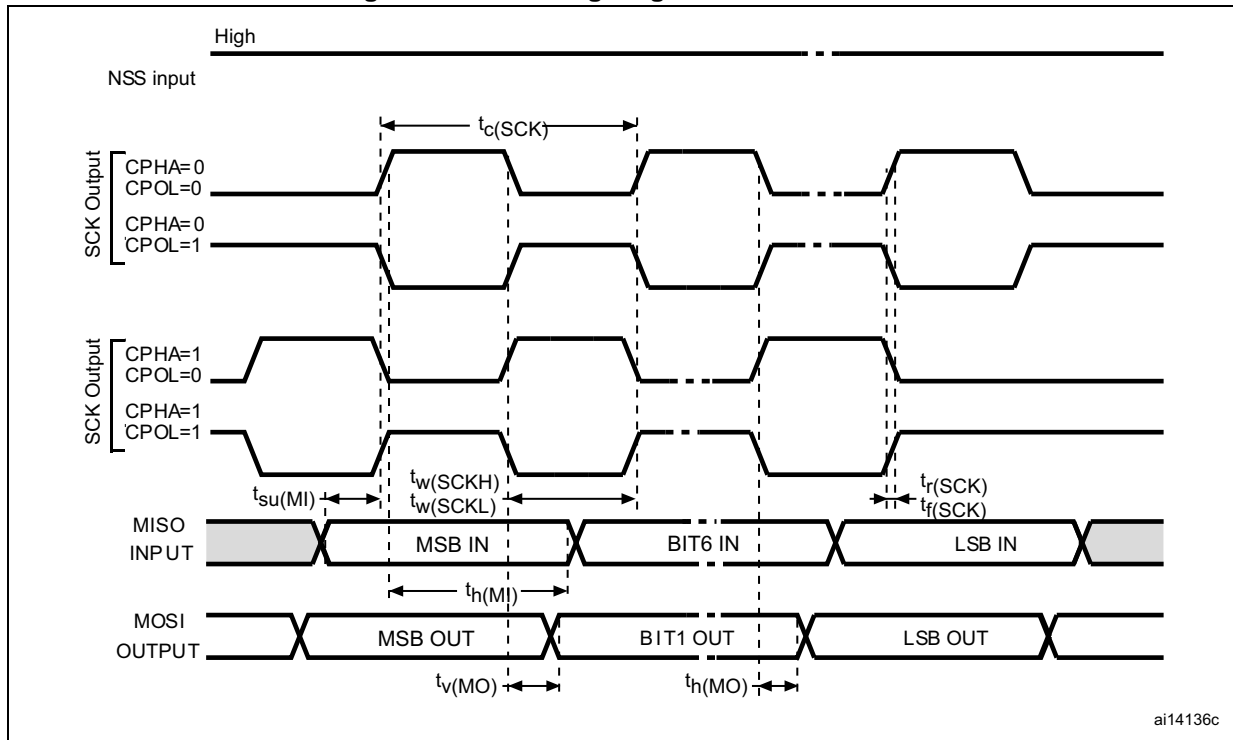 High
NSS input
tc(SCK)
SCK Output
CPHA=0
CPOL=0
CPHA=0
CPOL=1
SCK Output
CPHA=1
CPOL=0
CPHA=1
CPOL=1
tsu(MI)
tw(SCKH)
tw(SCKL)
tr(SCK)
tf(SCK)
MISO
INPUT
MSB IN
BIT6 IN
LSB IN
th(MI)
MOSI
OUTPUT
MSB OUT
BIT1 OUT
LSB OUT
tv(MO)
th(MO)
ai14136c